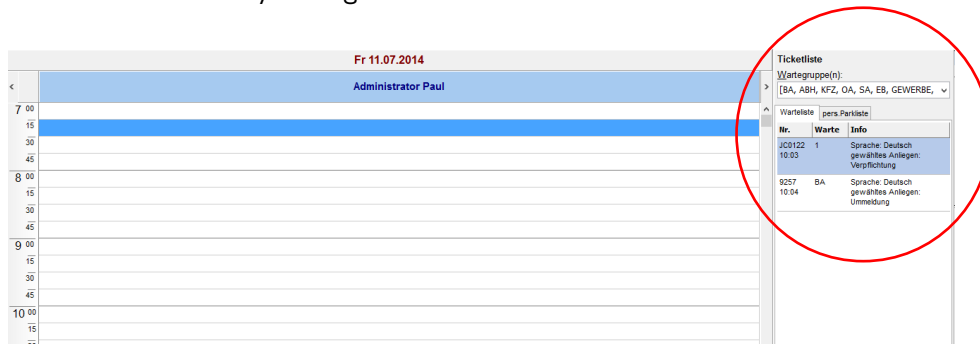 Fr 11.07.2014
Administrator Paul
7 00
15
30
45
8 00
15
30
45
9 00
15
30
45
10 00
15
Ticketliste
Wartegruppe(n):
[BA, ABH, KFZ, OA, SA, EB, GEWERBE,
Warteliste pers.Parkliste
Nr. Warte Info
JC0122 1 Sprache: Deutsch
10:03 gewähltes Anliegen:
Verpflichtung
9257 BA Sprache: Deutsch
10:04 gewähltes Anliegen:
Ummeldung